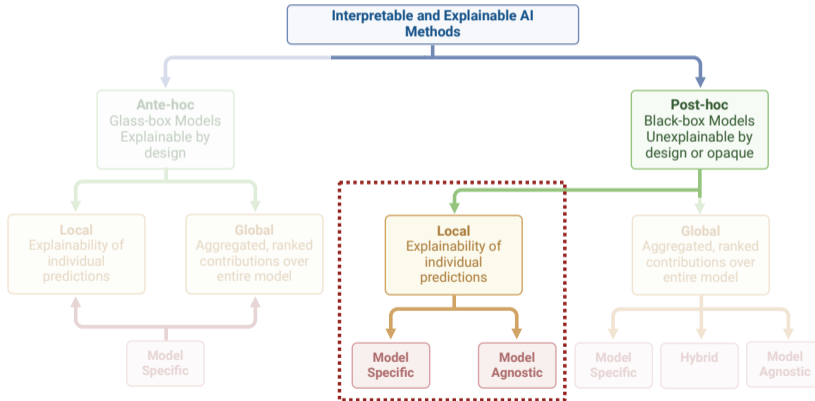 Interpretable and Explainable AI
Methods
Ante-hoc
Glass-box Models
Explainable by
design
Post-hoc
Black-box Models
Unexplainable by
design or opaque
Local
Explainability of
individual
predictions
Global
Aggregated, ranked
contributions over
entire model
Local
Explainability of
individual
predictions
Global
Aggregated, ranked
contributions over
entire model
Model
Specific
Model
Specific
Model
Agnostic
Model
Specific
Hybrid
Model
Agnostic